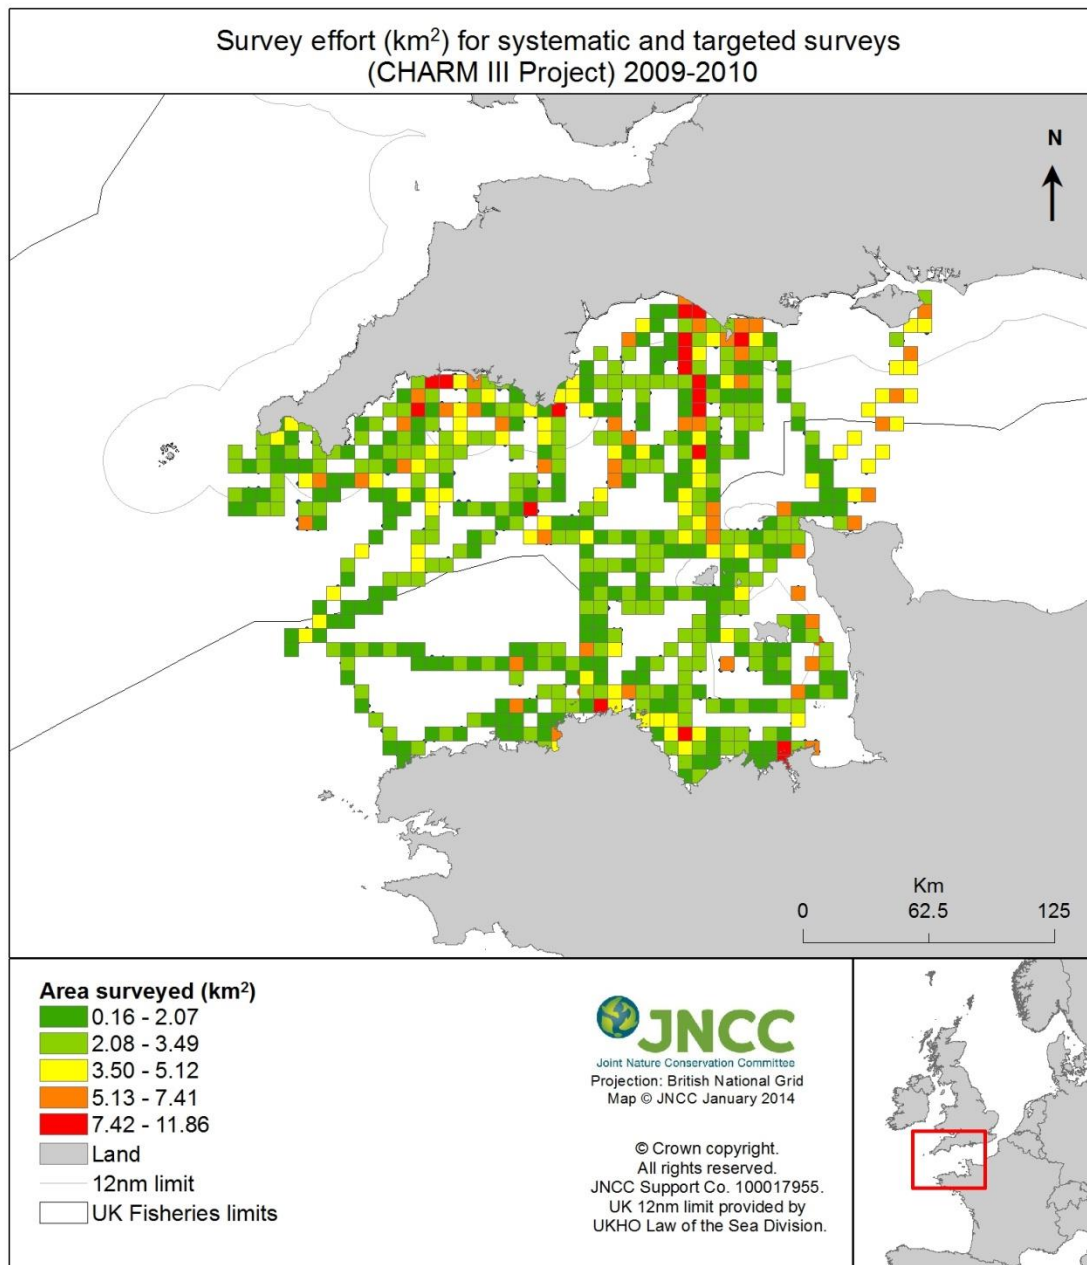 Survey effort (km²) for systematic and targeted surveys
(CHARM III Project) 2009-2010
N
Km
0 62.5 125
Area surveyed (km²)
0.16 - 2.07
2.08 - 3.49
3.50 - 5.12
5.13 - 7.41
7.42 - 11.86
Land
12nm limit
UK Fisheries limits
JNCC
Joint Nature Conservation Committee
Projection: British National Grid
Map © JNCC January 2014
© Crown copyright.
All rights reserved.
JNCC Support Co. 100017955.
UK 12nm limit provided by
UKHO Law of the Sea Division.